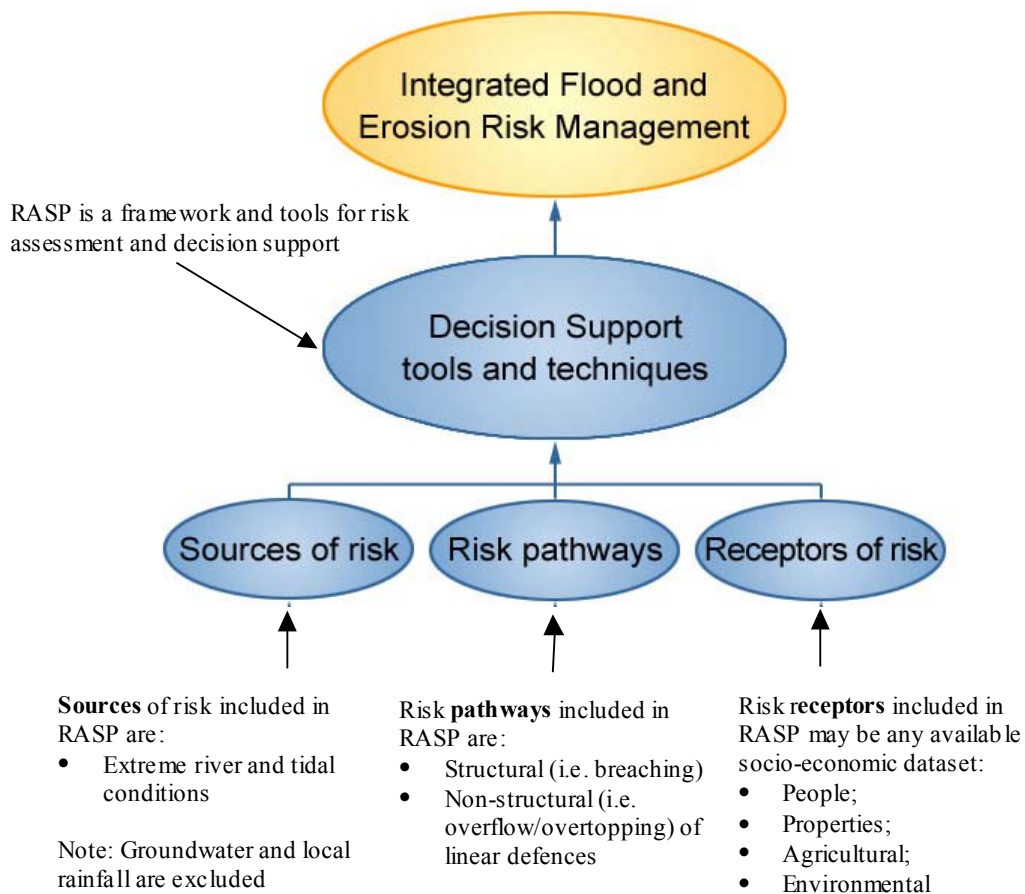 Integrated Flood and
Erosion Risk Management
RASP is a framework and tools for risk
assessment and decision support
Decision Support
tools and techniques
Sources of risk
Risk pathways
Receptors of risk
Sources of risk included in
RASP are:
• Extreme river and tidal
conditions
Note: Groundwater and local
rainfall are excluded
Risk pathways included in
RASP are:
• Structural (i.e. breaching)
• Non-structural (i.e.
overflow/overtopping) of
linear defences
Risk receptors included in
RASP may be any available
socio-economic dataset:
• People;
• Properties;
• Agricultural;
• Environmental